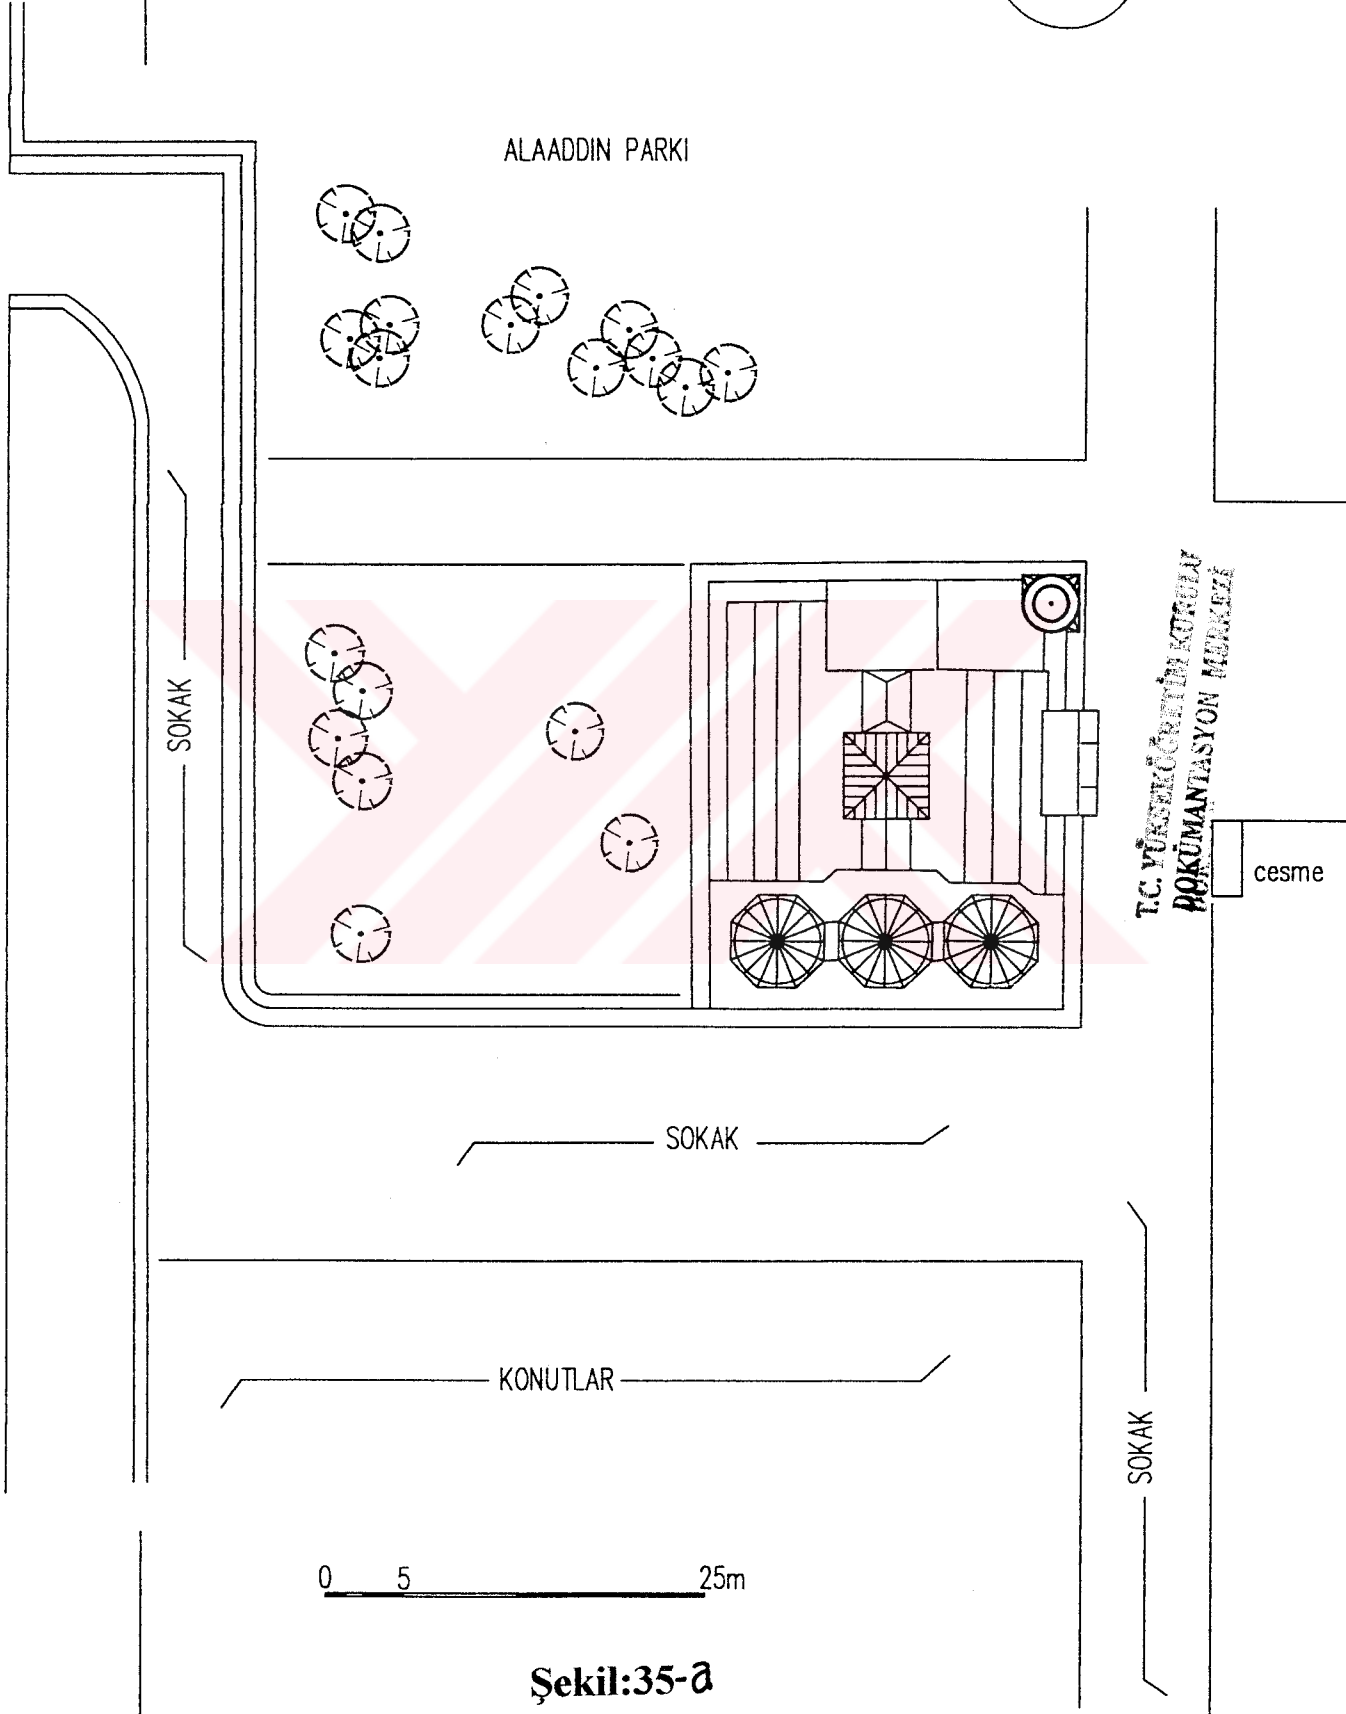 ALAADDIN PARKI
SOKAK
T.C. YÜKSEKÖĞRETİM KURULU
DOKÜMANTASYON MERKEZİ
cesme
SOKAK
KONUTLAR
SOKAK
0 5 25m
Şekil:35-a